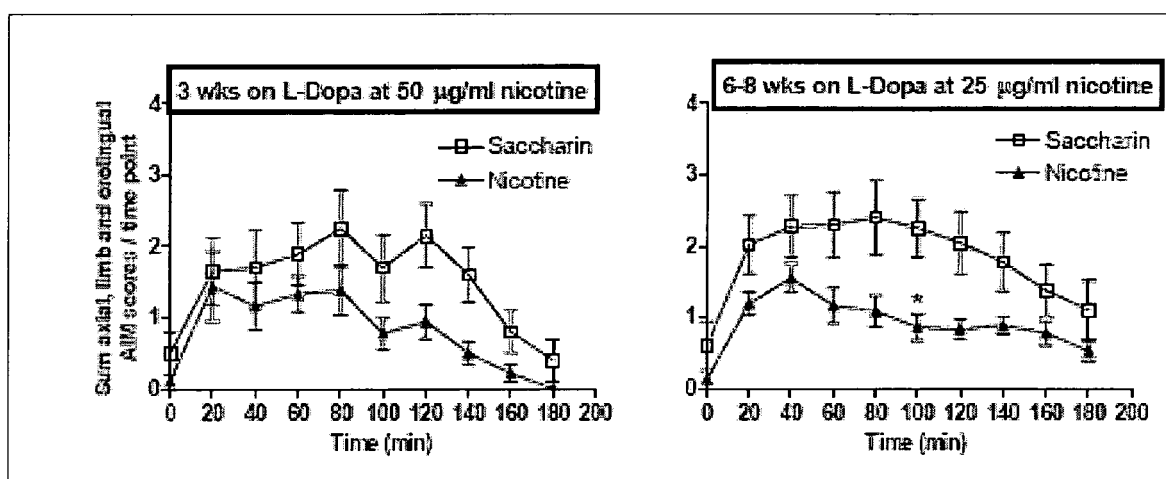 3 wks on L-Dopa at 50 μg/ml nicotine
Sum axial, limb and orolingual
AIM scores / time point
4
3
2
1
0
Saccharin
Nicotine
0 20 40 60 80 100 120 140 160 180 200
Time (min)
6-8 wks on L-Dopa at 25 μg/ml nicotine
4
3
2
1
0
Saccharin
Nicotine
*
0 20 40 60 80 100 120 140 160 180 200
Time (min)